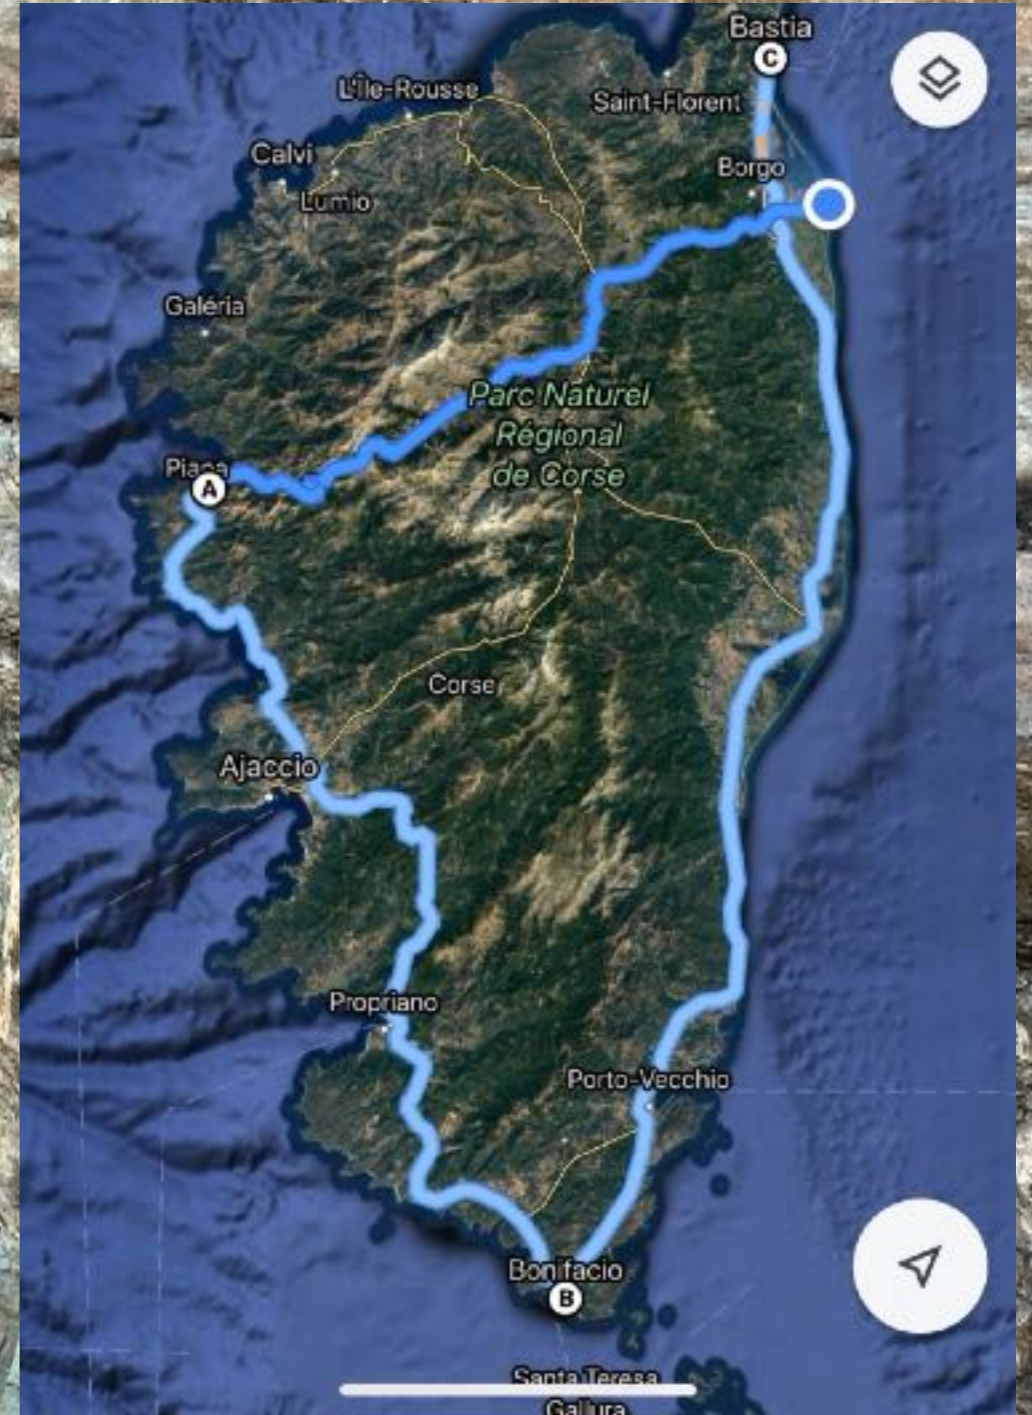 Bastia
C
L'Île-Rousse
Saint-Florent
Calvi
Borgo
Lumio
Galéria
Parc Naturel
Régional
de Corse
Piana
A
Corse
Ajaccio
Propriano
Porto-Vecchio
Bonifacio
B
Santa Teresa
Gallura